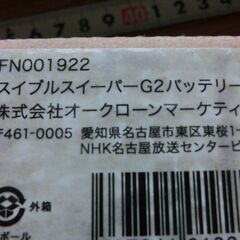 FN001922
スイブルスイーパーG2バッテリー
株式会社オークローンマーケティ
〒461-0005 愛知県名古屋市東区東桜1-
NHK名古屋放送センタービ
外箱
ボール